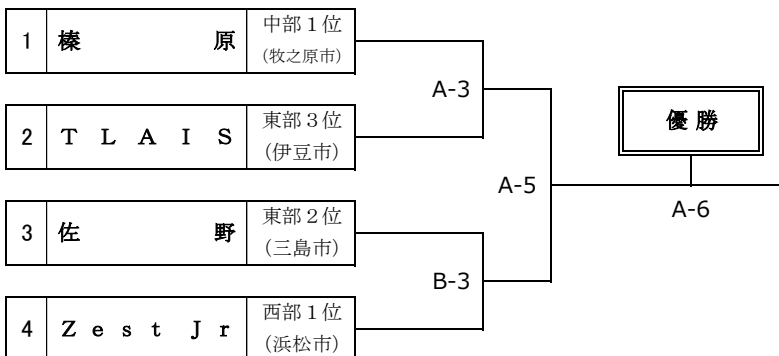 1 榛原 中部１位
(牧之原市)
A-3
2 ＴＬＡＩＳ 東部３位
(伊豆市)
優勝
A-5
A-6
3 佐野 東部２位
(三島市)
B-3
4 Ｚｅｓｔ Ｊｒ 西部１位
(浜松市)